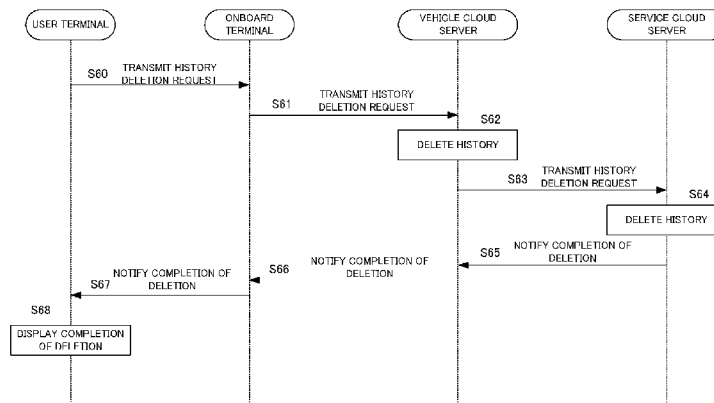 USER TERMINAL
ONBOARD
TERMINAL
VEHICLE CLOUD
SERVER
SERVICE CLOUD
SERVER
S60
TRANSMIT HISTORY
DELETION REQUEST
S61
TRANSMIT HISTORY
DELETION REQUEST
S62
DELETE HISTORY
S63
TRANSMIT HISTORY
DELETION REQUEST
S64
DELETE HISTORY
S65
NOTIFY COMPLETION OF
DELETION
S66
NOTIFY COMPLETION OF
DELETION
S67
NOTIFY COMPLETION OF
DELETION
S68
DISPLAY COMPLETION
OF DELETION